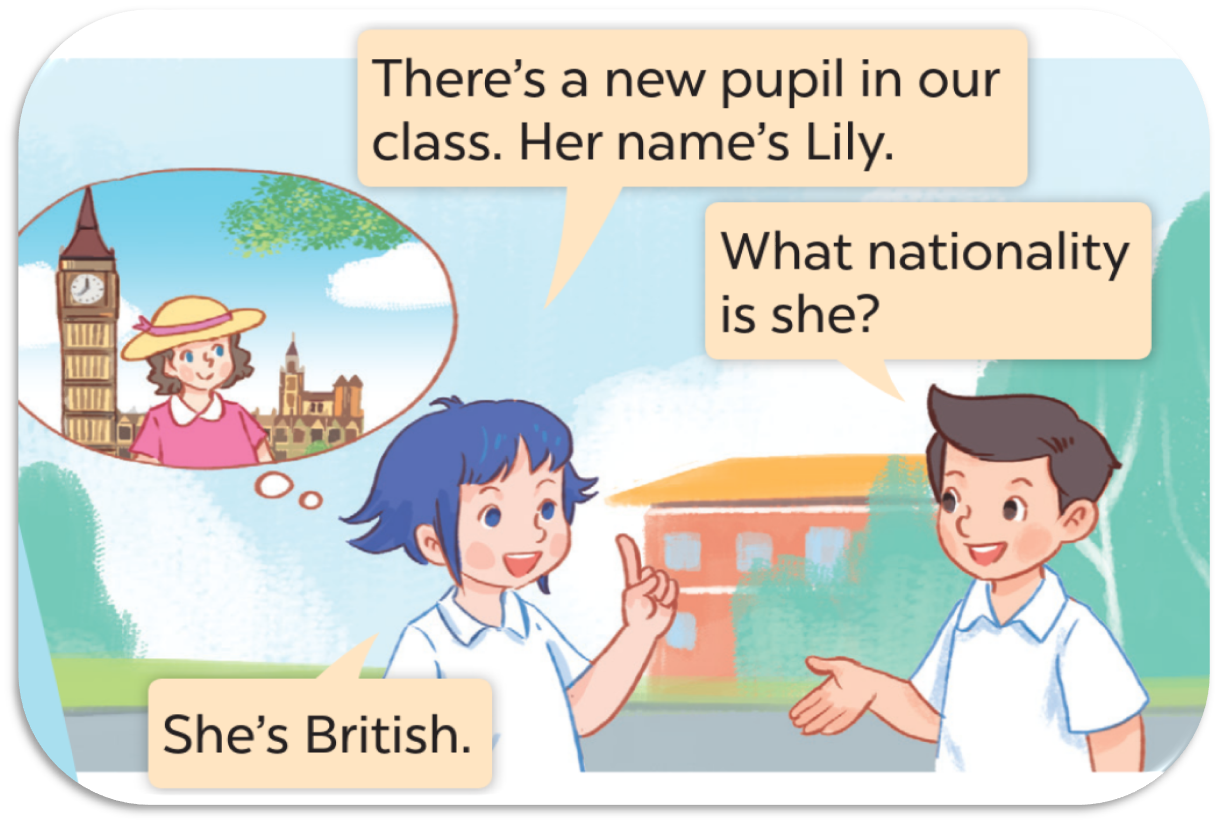 There’s a new pupil in our
class. Her name’s Lily.
What nationality
is she?
She’s British.